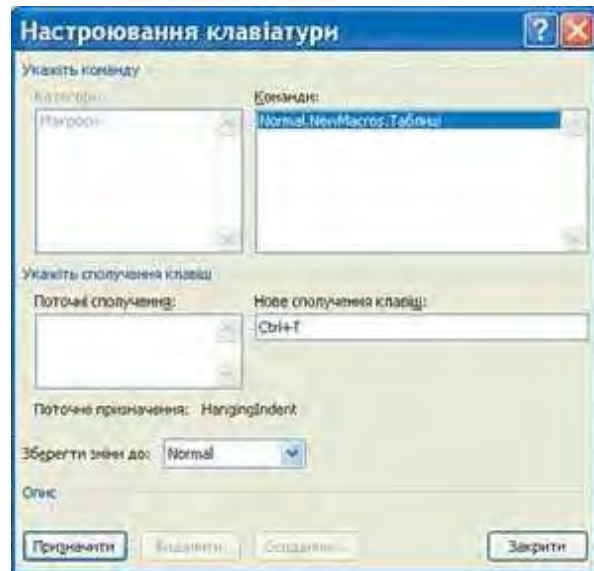 Настроювання клавіатури
Укажіть команду
Категорії: Команди:
Макроси Normal.NewMacros.Таблиці
Укажіть сполучення клавіш
Поточні сполучення: Нове сполучення клавіш:
Ctrl+T
Поточне призначення: HangingIndent
Зберегти зміни до: Normal
Опис
Призначити Видалити Закрити